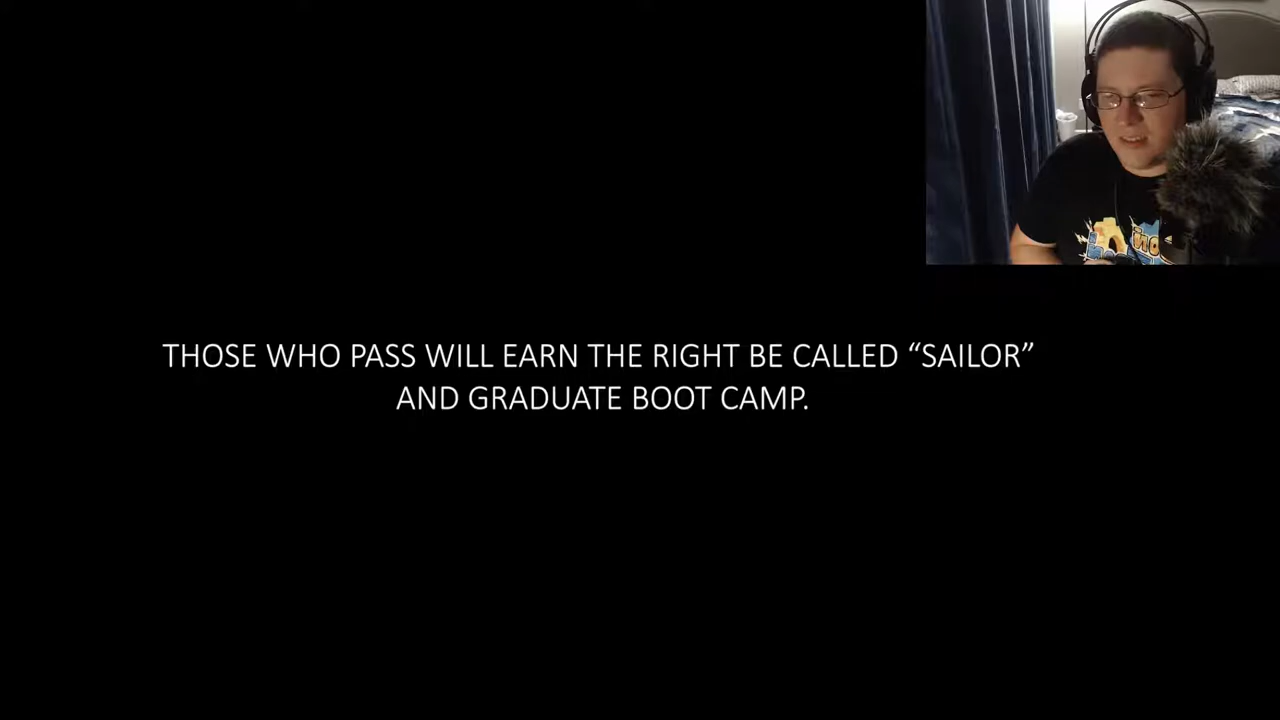 THOSE WHO PASS WILL EARN THE RIGHT BE CALLED “SAILOR”
AND GRADUATE BOOT CAMP.